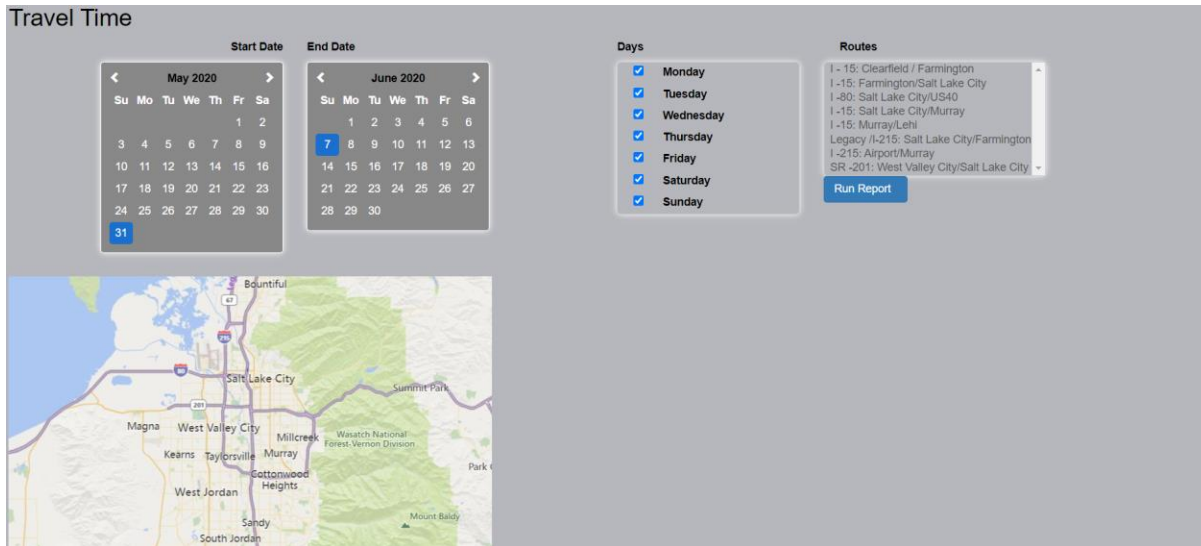 Travel Time
Start Date
End Date
May 2020
Su Mo Tu We Th Fr Sa
1 2
3 4 5 6 7 8 9
10 11 12 13 14 15 16
17 18 19 20 21 22 23
24 25 26 27 28 29 30
31
June 2020
Su Mo Tu We Th Fr Sa
1 2 3 4 5 6
7 8 9 10 11 12 13
14 15 16 17 18 19 20
21 22 23 24 25 26 27
28 29 30
Days
Monday
Tuesday
Wednesday
Thursday
Friday
Saturday
Sunday
Routes
I - 15: Clearfield / Farmington
I -15: Farmington/Salt Lake City
I -80: Salt Lake City/US40
I -15: Salt Lake City/Murray
I -15: Murray/Lehi
Legacy /I-215: Salt Lake City/Farmington
I -215: Airport/Murray
SR -201: West Valley City/Salt Lake City
Run Report
Bountiful
67
215
80
Salt Lake City
Summit Park
201
Magna
West Valley City
Millcreek
Wasatch National
Forest-Vernon Division
Kearns
Taylorsville
Murray
Park
Cottonwood
Heights
West Jordan
Mount Baldy
Sandy
South Jordan